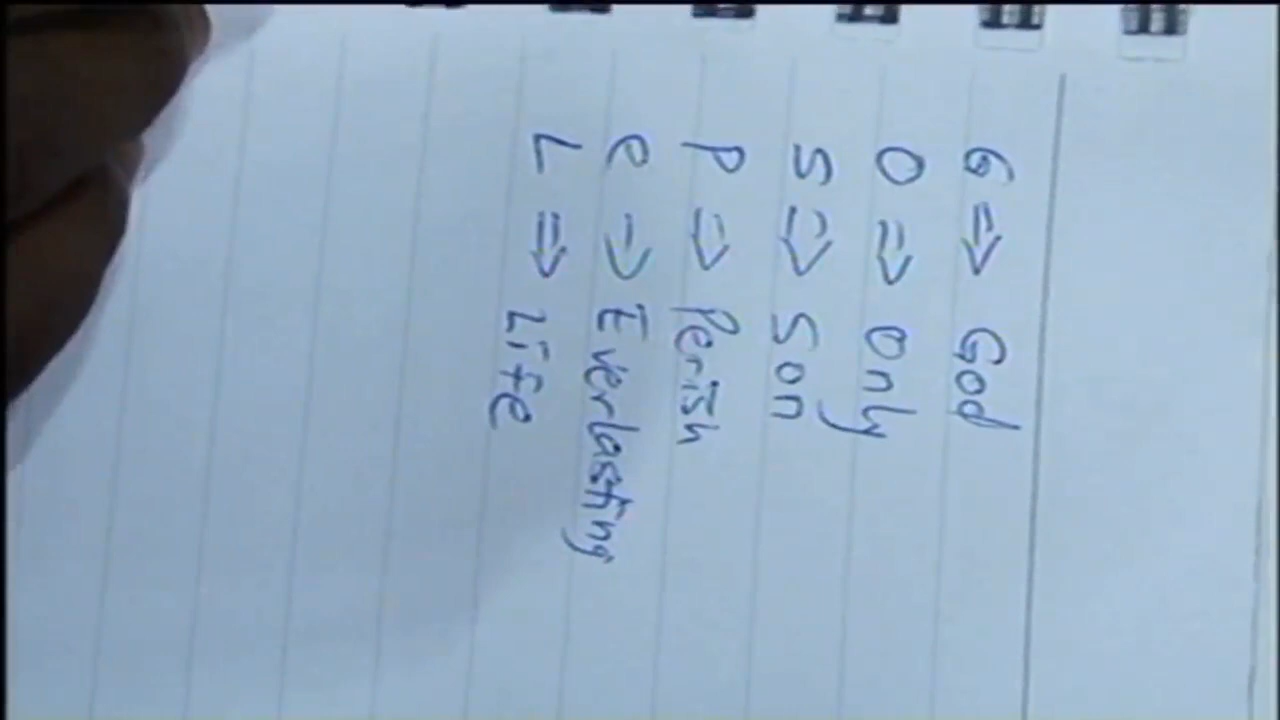 G ⇒ God
O ⇒ Only
S ⇒ Son
P ⇒ Perish
e → Everlasting
L ⇒ Life